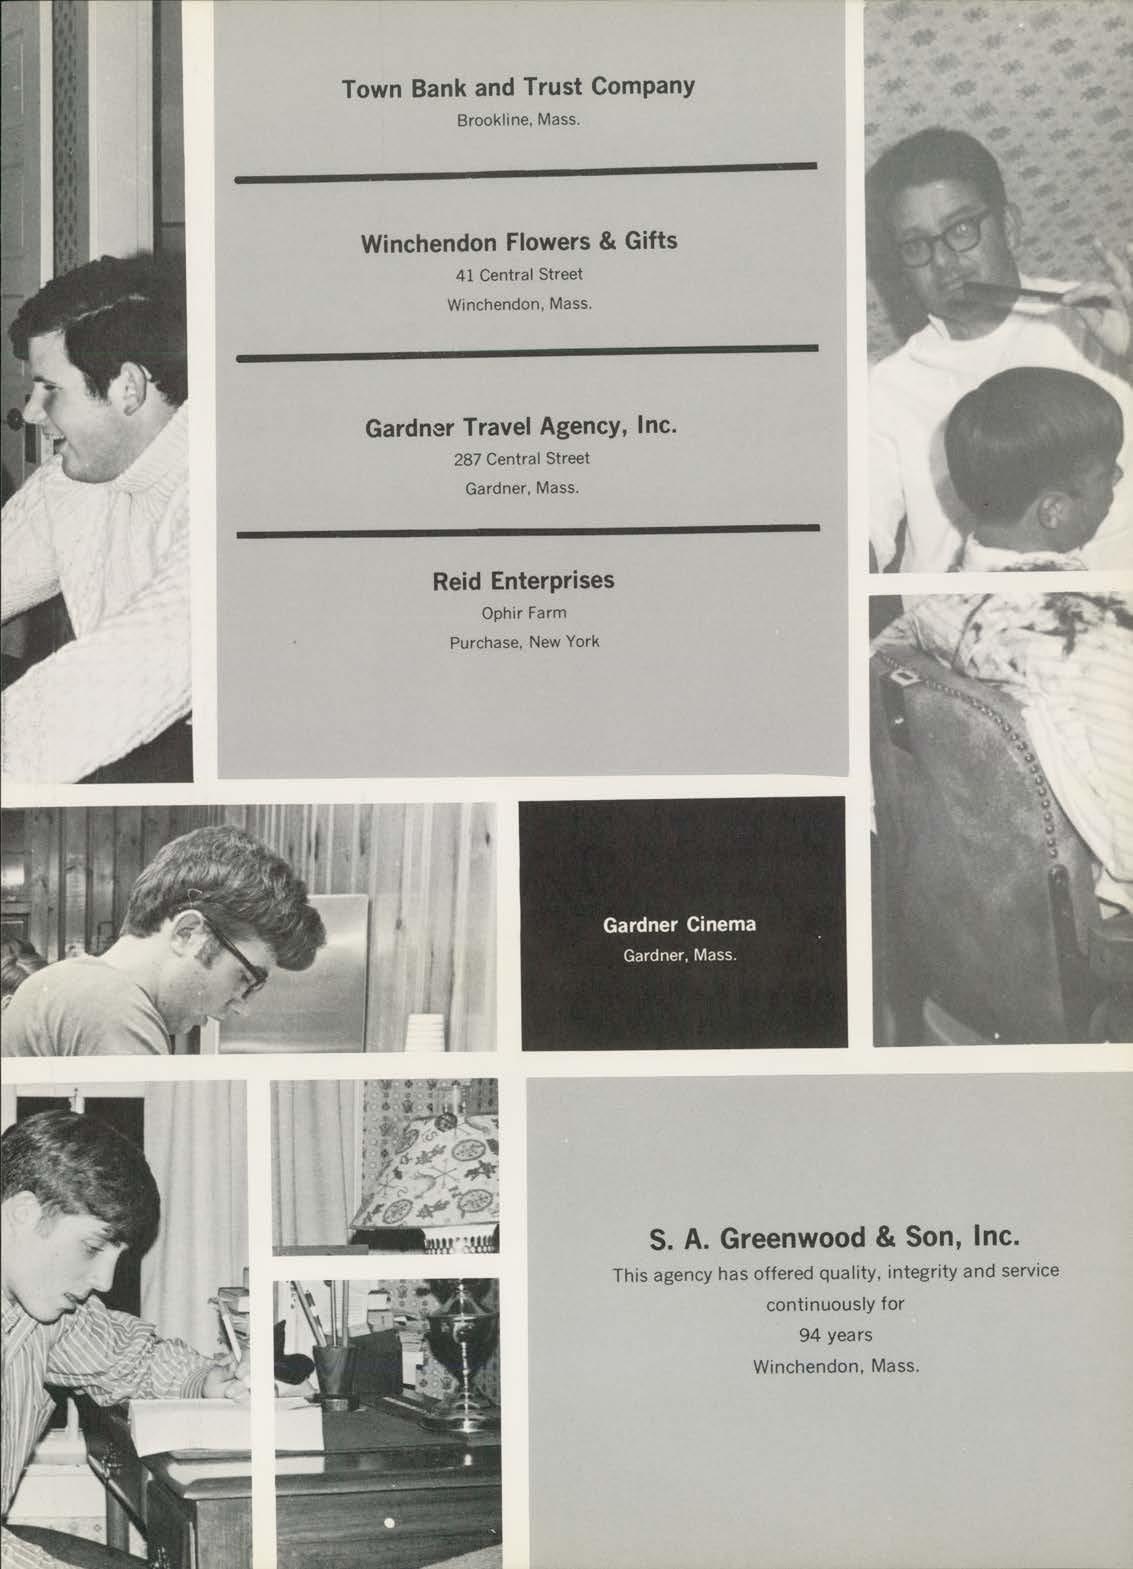 Town Bank and Trust Company
Brookline, Mass.
Winchendon Flowers & Gifts
41 Central Street
Winchendon, Mass.
Gardner Travel Agency, Inc.
287 Central Street
Gardner, Mass.
Reid Enterprises
Ophir Farm
Purchase, New York
Gardner Cinema
Gardner, Mass.
S. A. Greenwood & Son, Inc.
This agency has offered quality, integrity and service
continuously for
94 years
Winchendon, Mass.